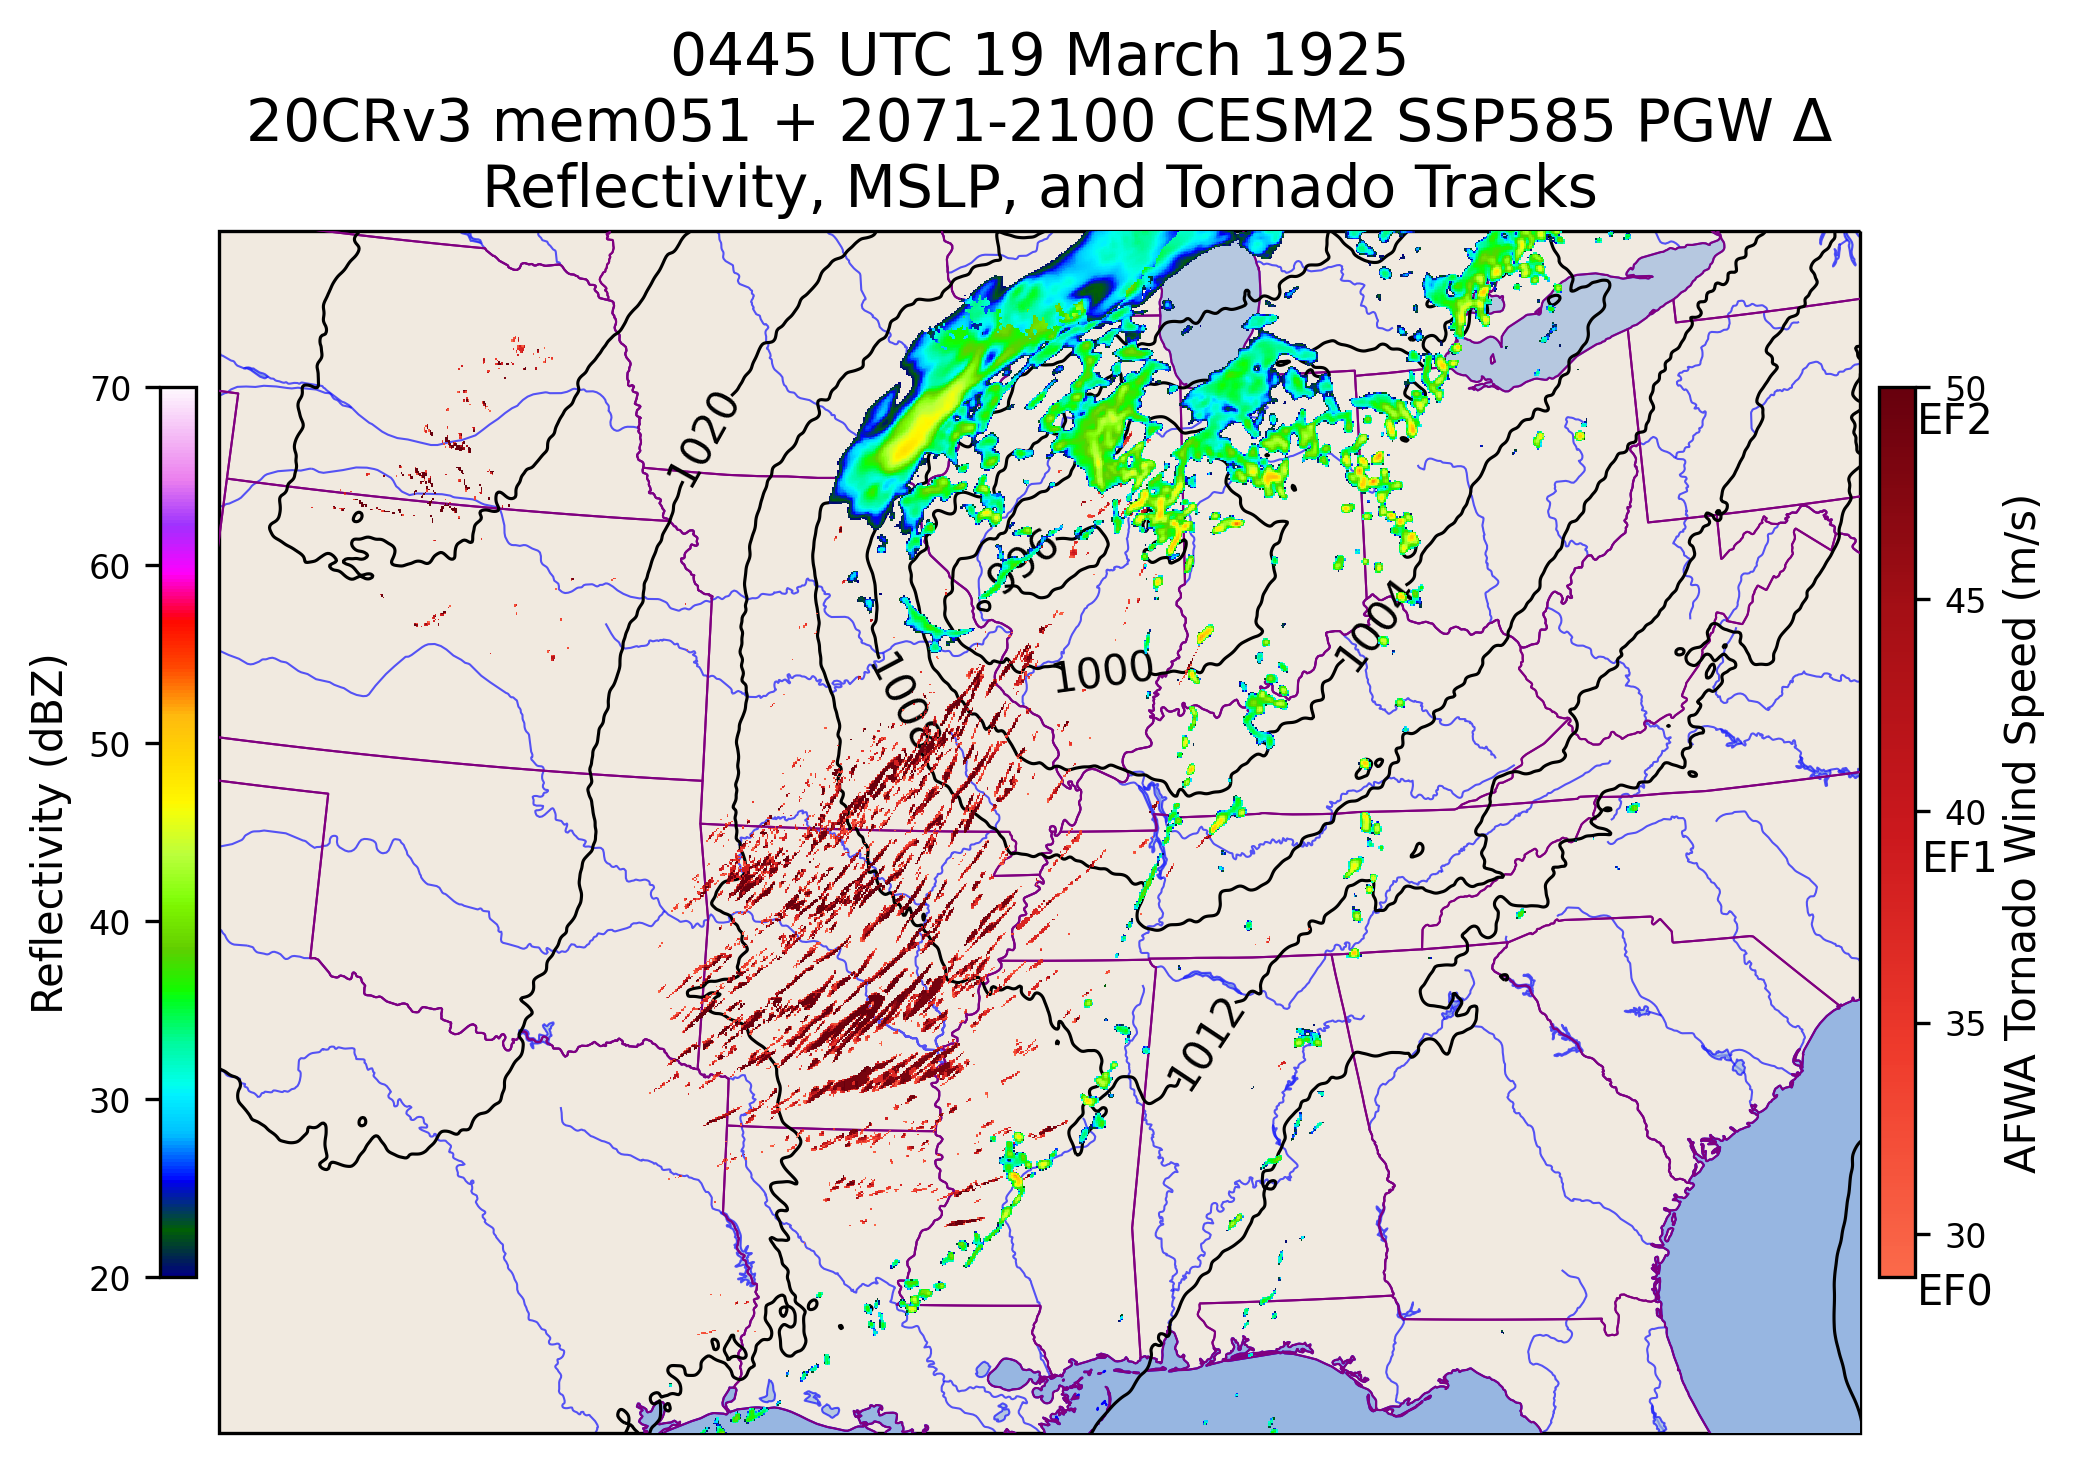 0445 UTC 19 March 1925
20CRv3 mem051 + 2071-2100 CESM2 SSP585 PGW Δ
Reflectivity, MSLP, and Tornado Tracks
Reflectivity (dBZ)
70
60
50
40
30
20
1020
996
1000
1008
1004
1012
50
EF2
45
40
EF1
35
30
EF0
AFWA Tornado Wind Speed (m/s)